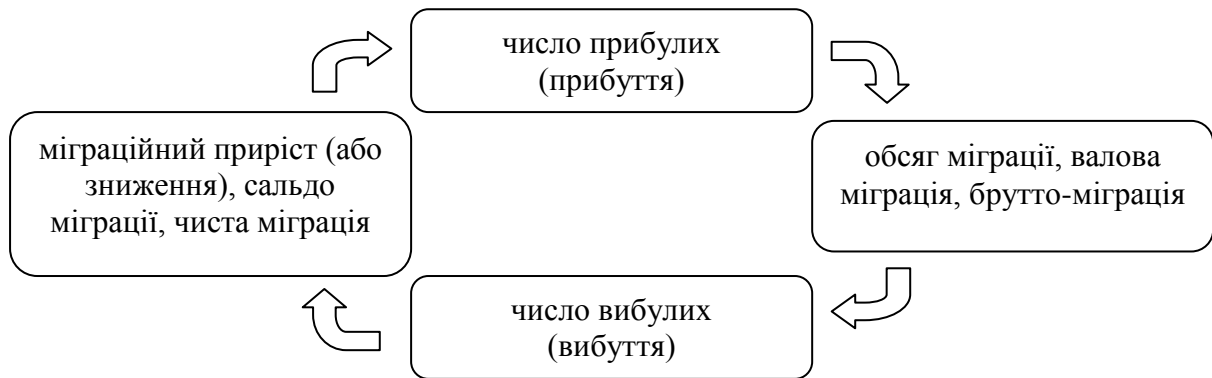 число прибулих
(прибуття)
міграційний приріст (або
зниження), сальдо
міграції, чиста міграція
обсяг міграції, валова
міграція, брутто-міграція
число вибулих
(вибуття)